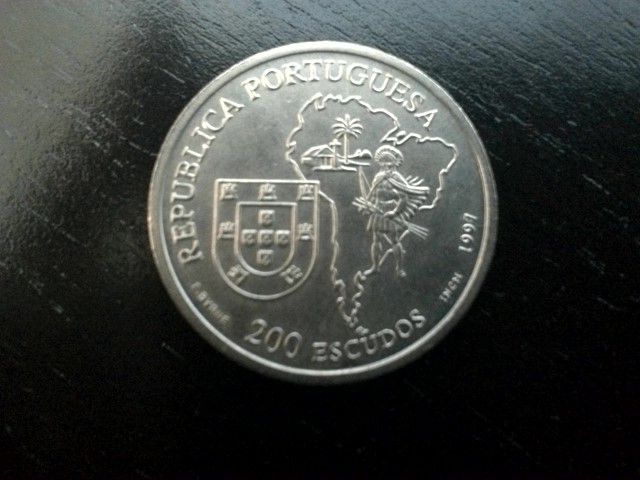 REPUBLICA PORTUGUESA
1997
INCM
200 ESCUDOS